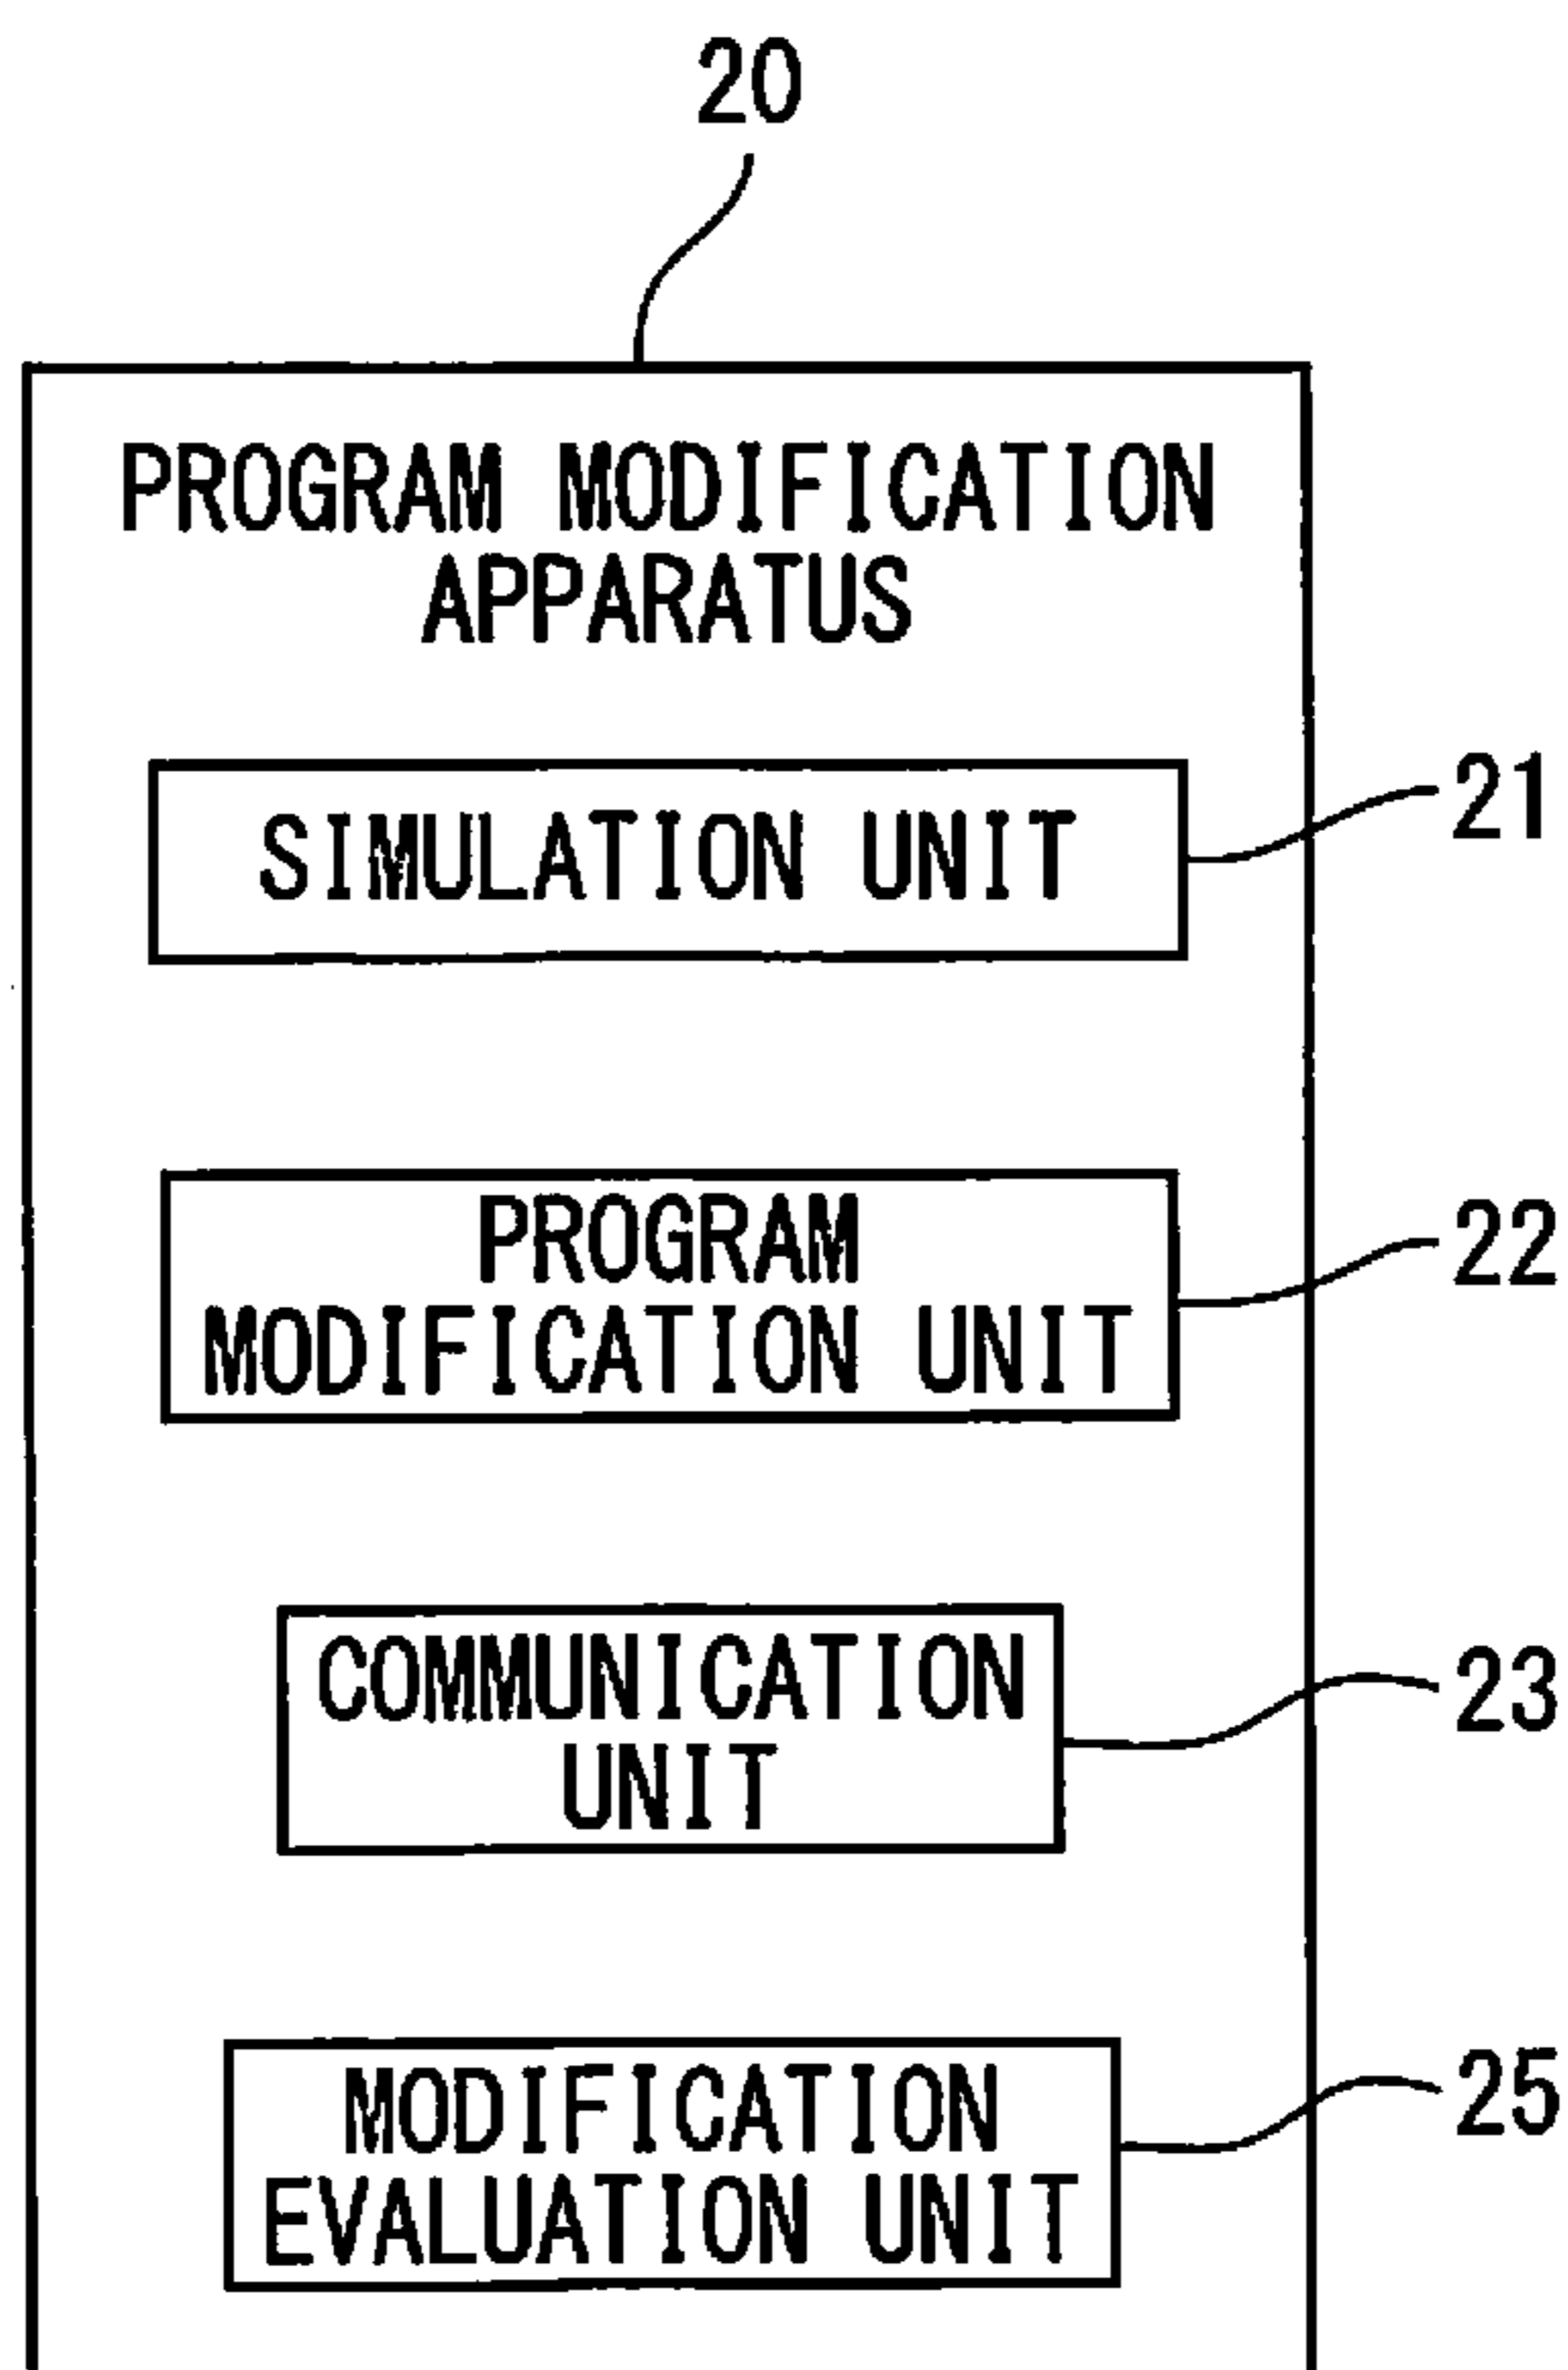 20
PROGRAM MODIFICATION
APPARATUS
SIMULATION UNIT
21
PROGRAM
MODIFICATION UNIT
22
COMMUNICATION
UNIT
23
MODIFICATION
EVALUATION UNIT
25